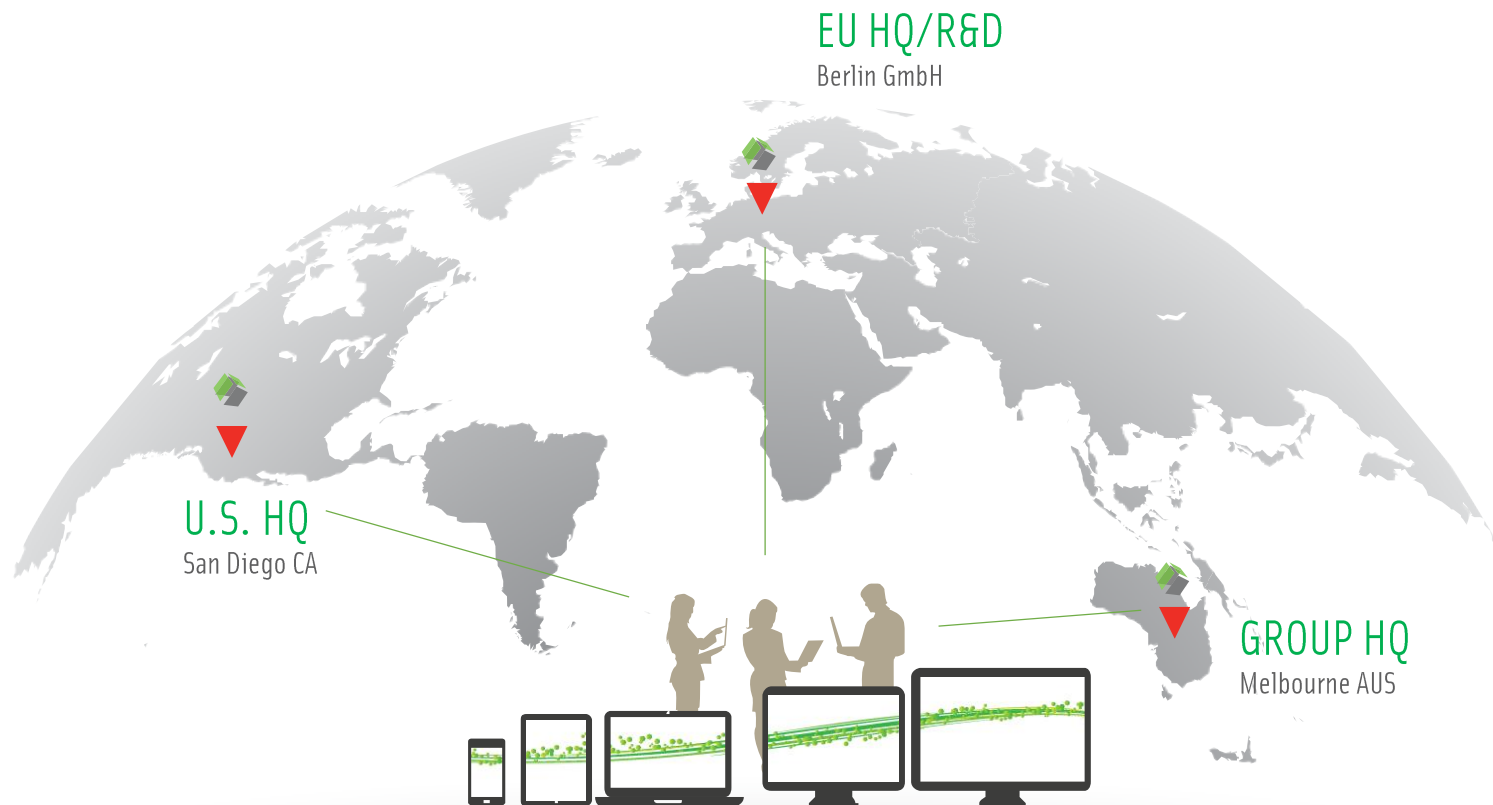 EU HQ/R&D
Berlin GmbH
U.S. HQ
San Diego CA
GROUP HQ
Melbourne AUS